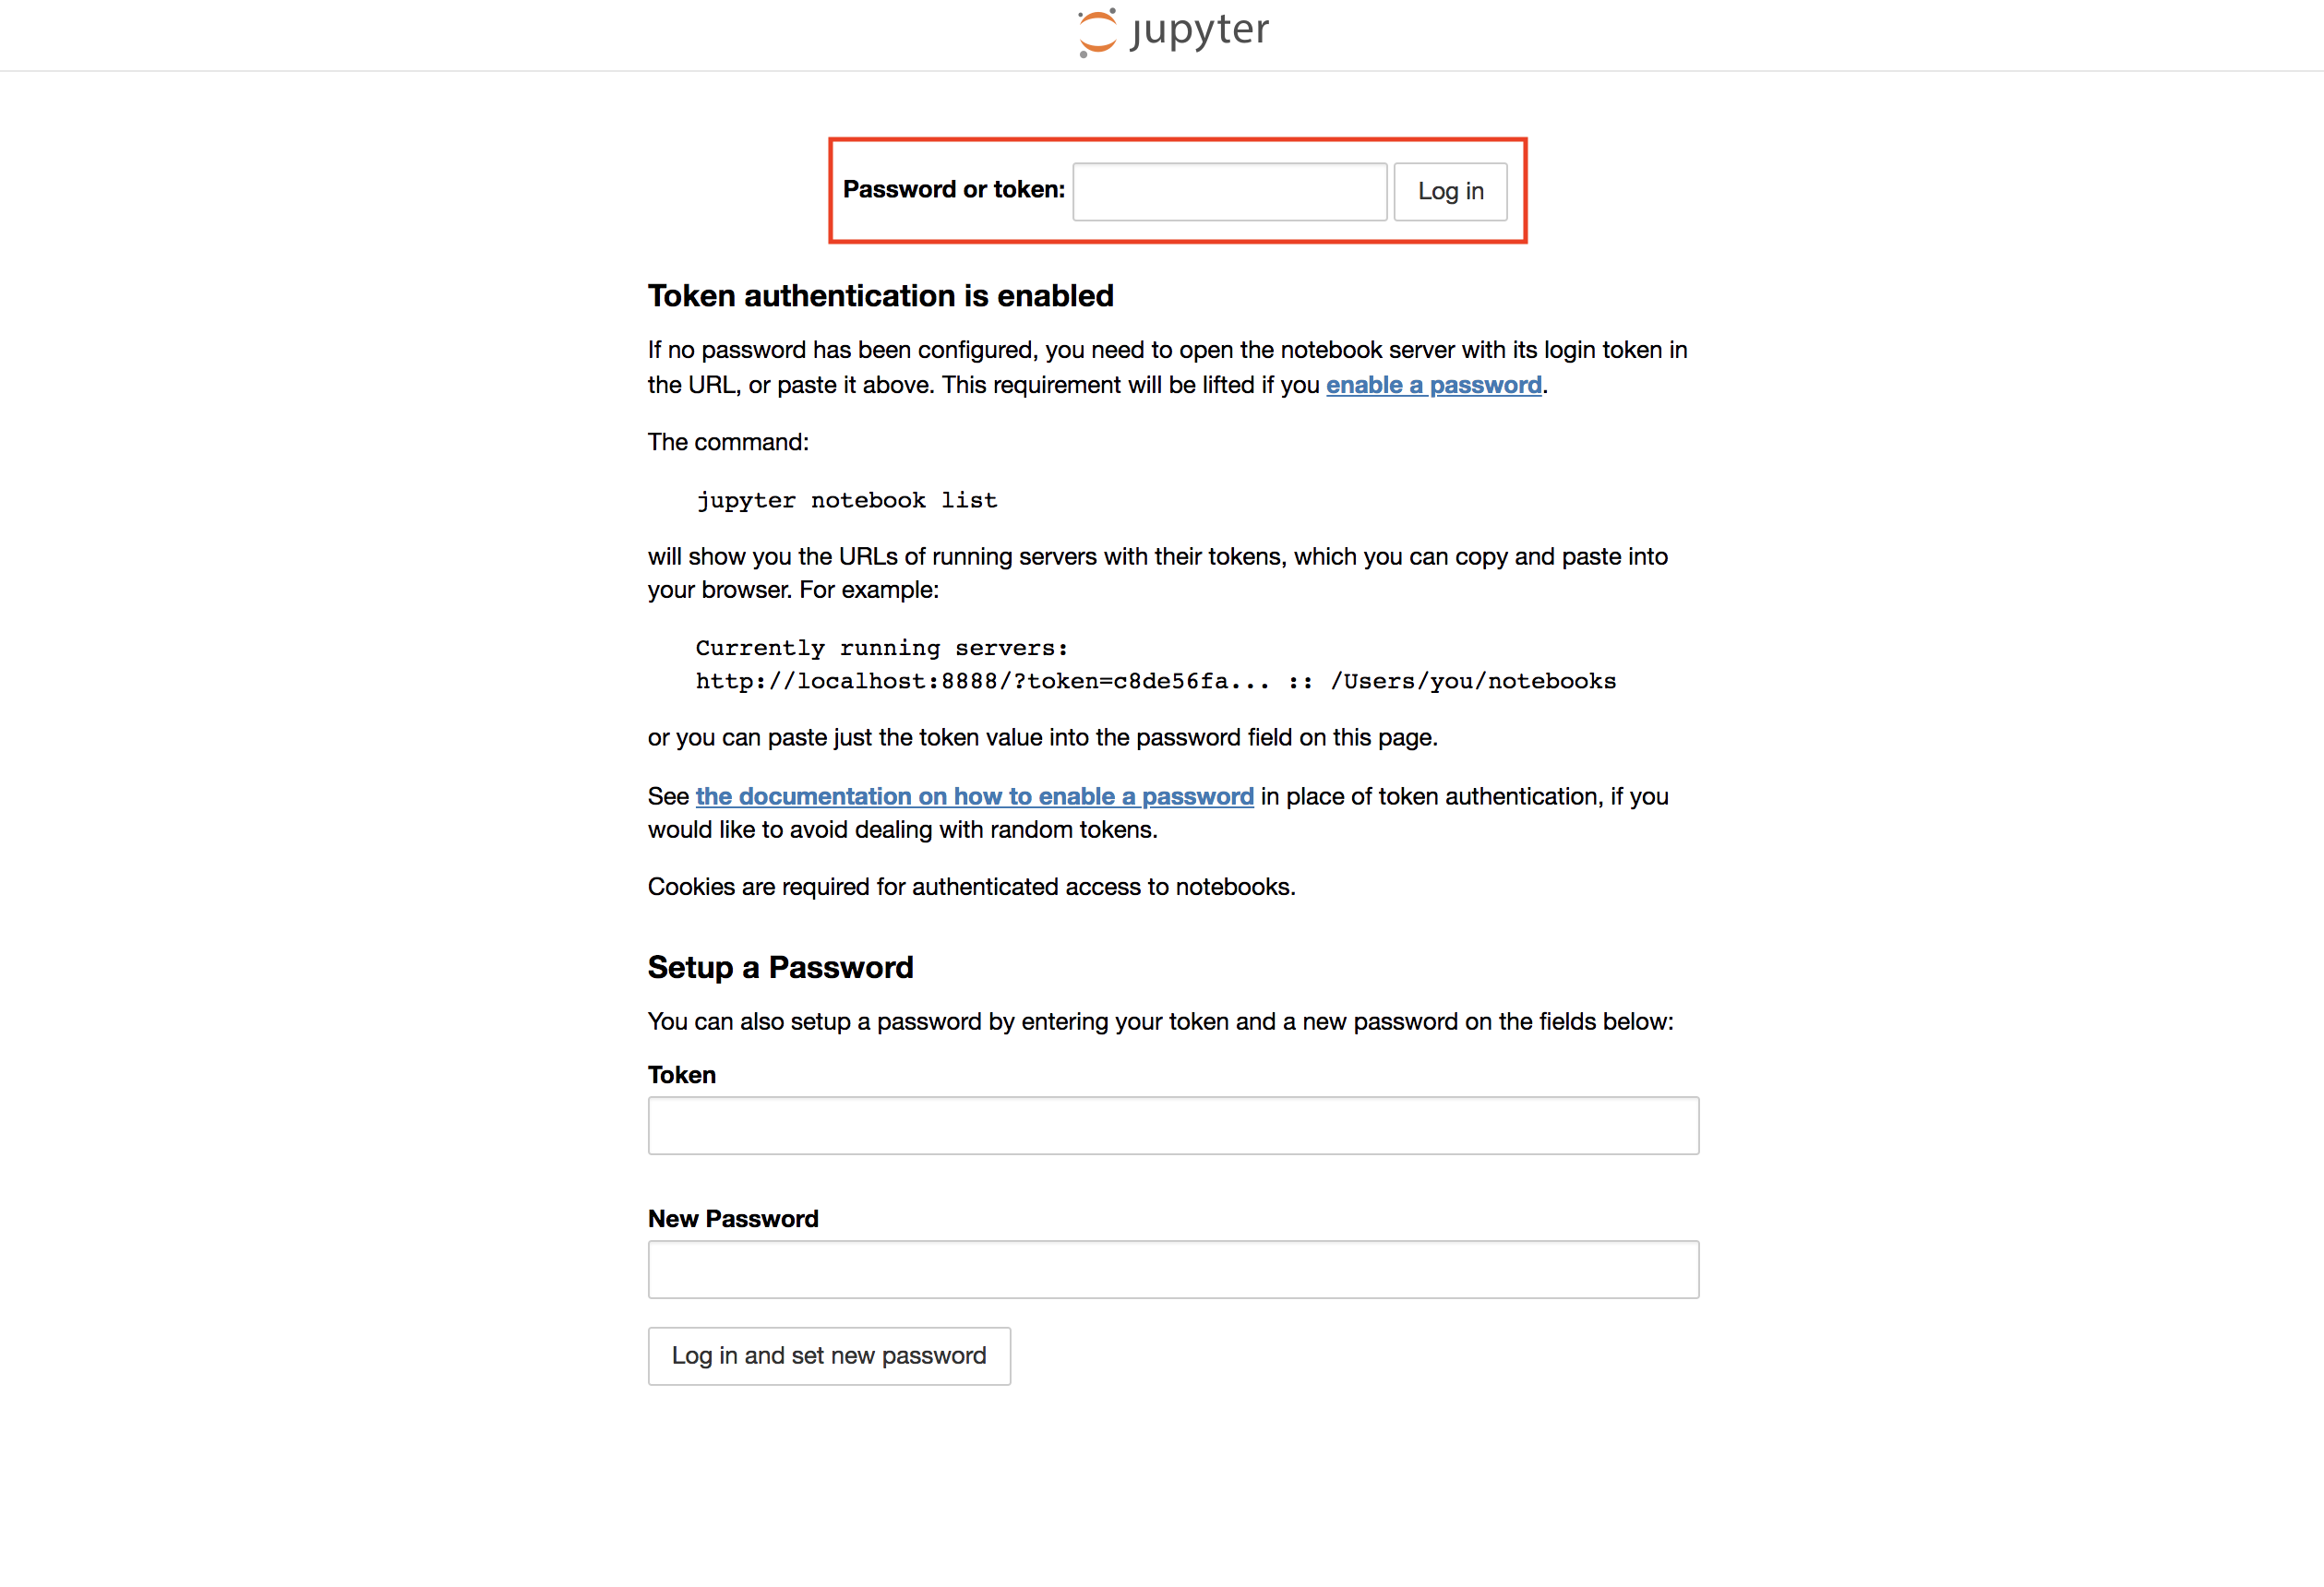 jupyter
Password or token: Log in
Token authentication is enabled
If no password has been configured, you need to open the notebook server with its login token in
the URL, or paste it above. This requirement will be lifted if you enable a password.
The command:
jupyter notebook list
will show you the URLs of running servers with their tokens, which you can copy and paste into
your browser. For example:
Currently running servers:
http://localhost:8888/?token=c8de56fa... :: /Users/you/notebooks
or you can paste just the token value into the password field on this page.
See the documentation on how to enable a password in place of token authentication, if you
would like to avoid dealing with random tokens.
Cookies are required for authenticated access to notebooks.
Setup a Password
You can also setup a password by entering your token and a new password on the fields below:
Token
New Password
Log in and set new password